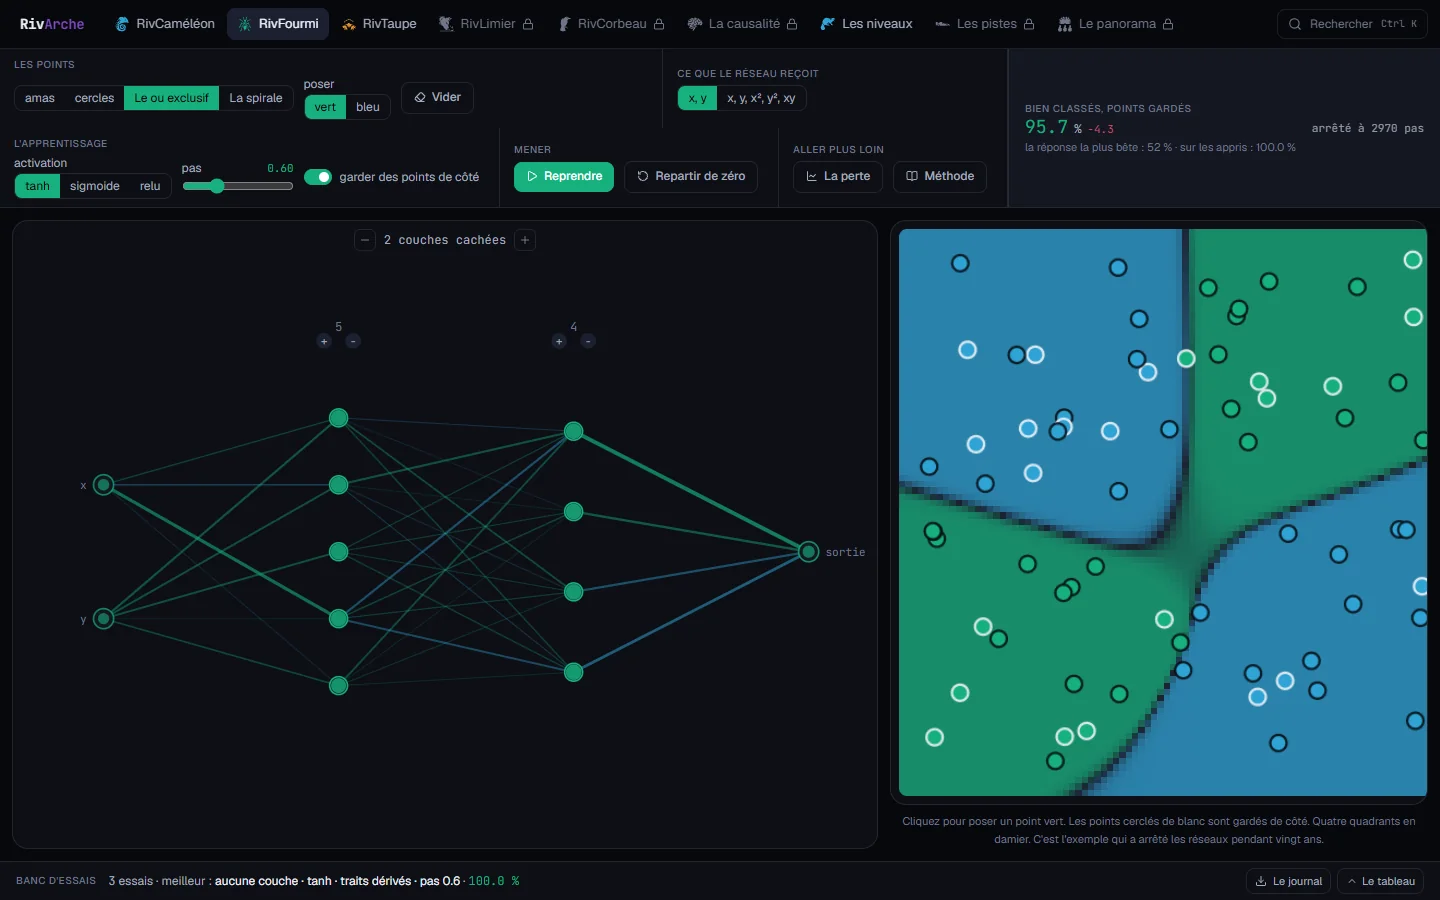 RivArche
RivCaméléon
RivFourmi
RivTaupe
RivLimier
RivCorbeau
La causalité
Les niveaux
Les pistes
Le panorama
Rechercher Ctrl K
LES POINTS
amas cercles Le ou exclusif La spirale
poser
vert bleu
Vider
CE QUE LE RÉSEAU REÇOIT
x, y
x, y, x², y², xy
BIEN CLASSÉS, POINTS GARDÉS
95.7 % -4.3
arrêté à 2970 pas
la réponse la plus bête : 52 % · sur les appris : 100.0 %
L'APPRENTISSAGE
activation
tanh sigmoide relu
pas 0.60
garder des points de côté
MENER
Reprendre
Repartir de zéro
ALLER PLUS LOIN
La perte
Méthode
− 2 couches cachées +
5
+ -
4
+ -
x
y
sortie
Cliquez pour poser un point vert. Les points cerclés de blanc sont gardés de côté. Quatre quadrants en
damier. C'est l'exemple qui a arrêté les réseaux pendant vingt ans.
BANC D'ESSAIS 3 essais · meilleur : aucune couche · tanh · traits dérivés · pas 0.6 · 100.0 %
Le journal
Le tableau